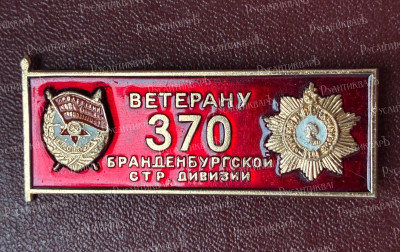 ВЕТЕРАНУ
370
БРАНДЕНБУРГСКОЙ
СТР ДИВИЗИИ